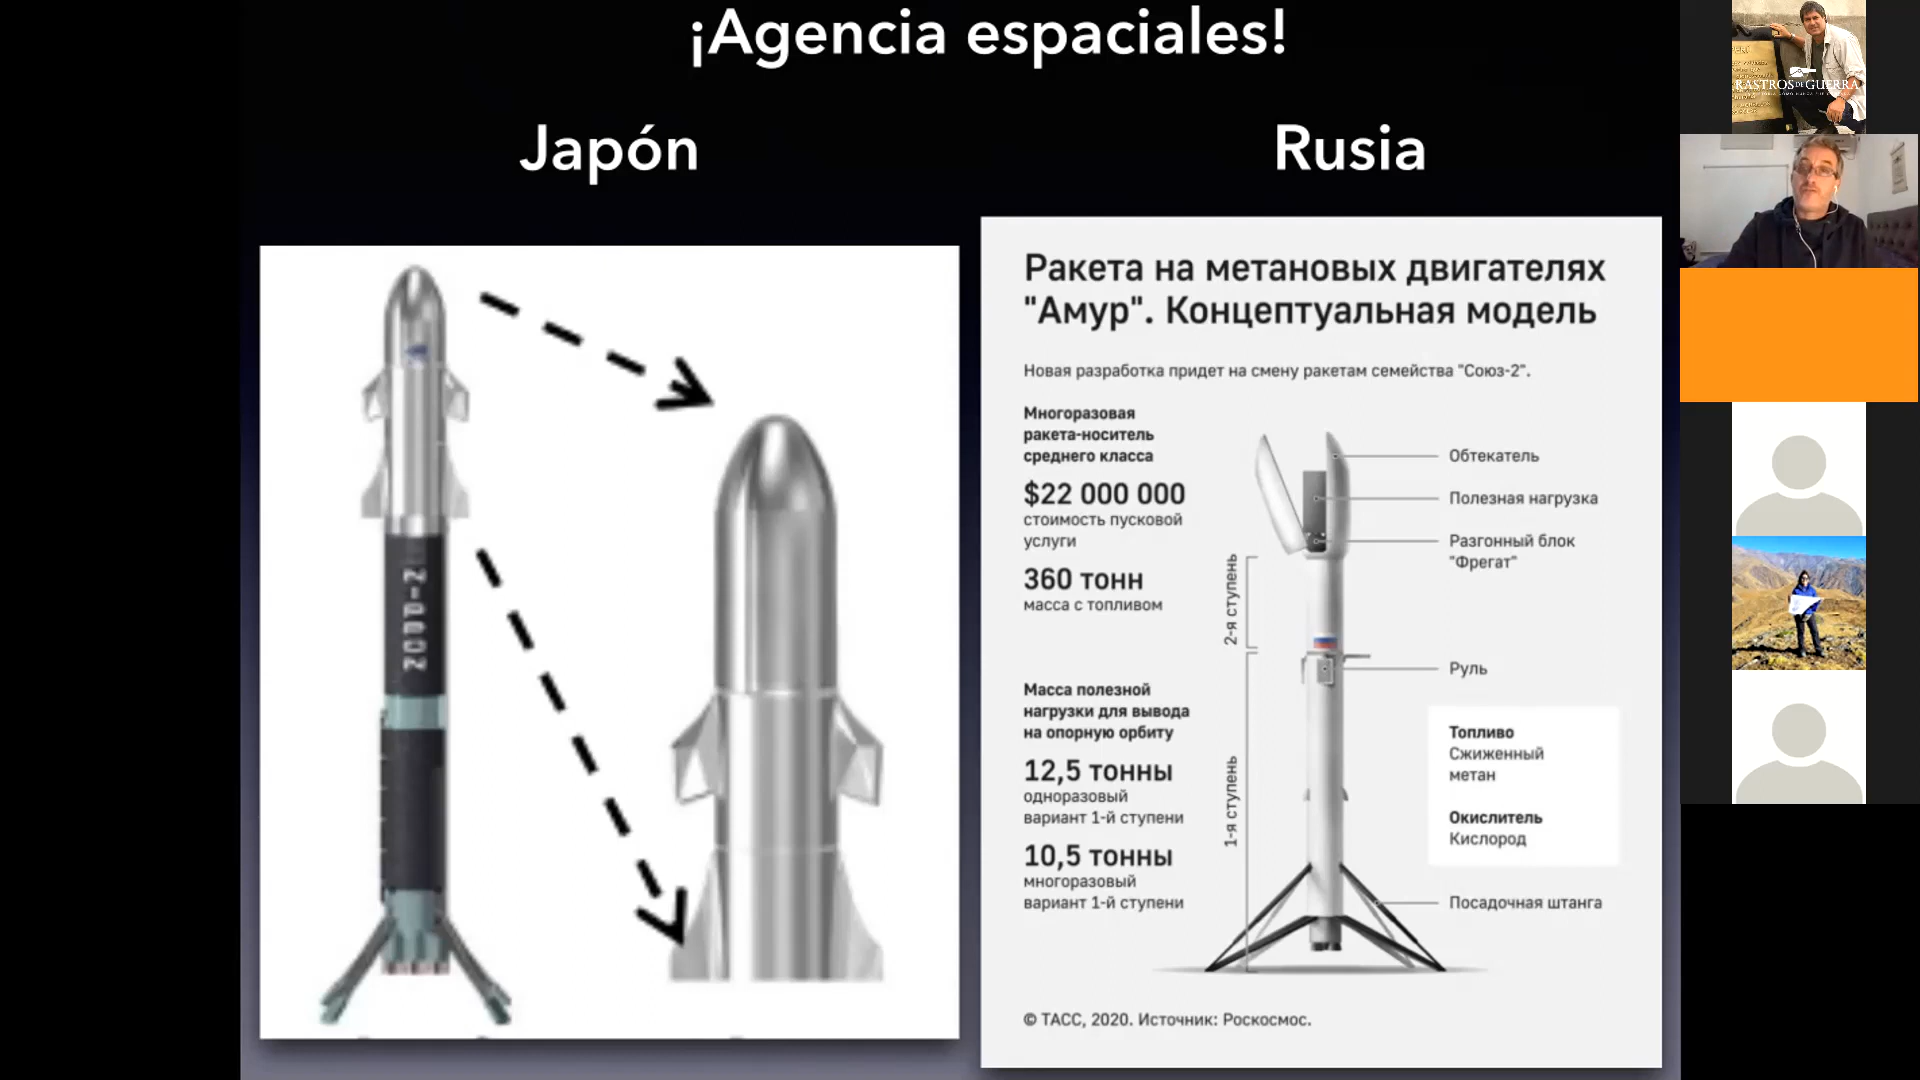 ¡Agencia espaciales!
Japón
Rusia
NIPPON
Ракета на метановых двигателях
"Амур". Концептуальная модель
Новая разработка придет на смену ракетам семейства "Союз-2".
Многоразовая
ракета-носитель
среднего класса
$22 000 000
стоимость пусковой
услуги
360 тонн
масса с топливом
Масса полезной
нагрузки для вывода
на опорную орбиту
12,5 тонны
одноразовый
вариант 1-й ступени
10,5 тонны
многоразовый
вариант 1-й ступени
2-я ступень
1-я ступень
Обтекатель
Полезная нагрузка
Разгонный блок
"Фрегат"
Руль
Топливо
Сжиженный
метан
Окислитель
Кислород
Посадочная штанга
© ТАСС, 2020. Источник: Роскосмос.
RASTROS DE GUERRA